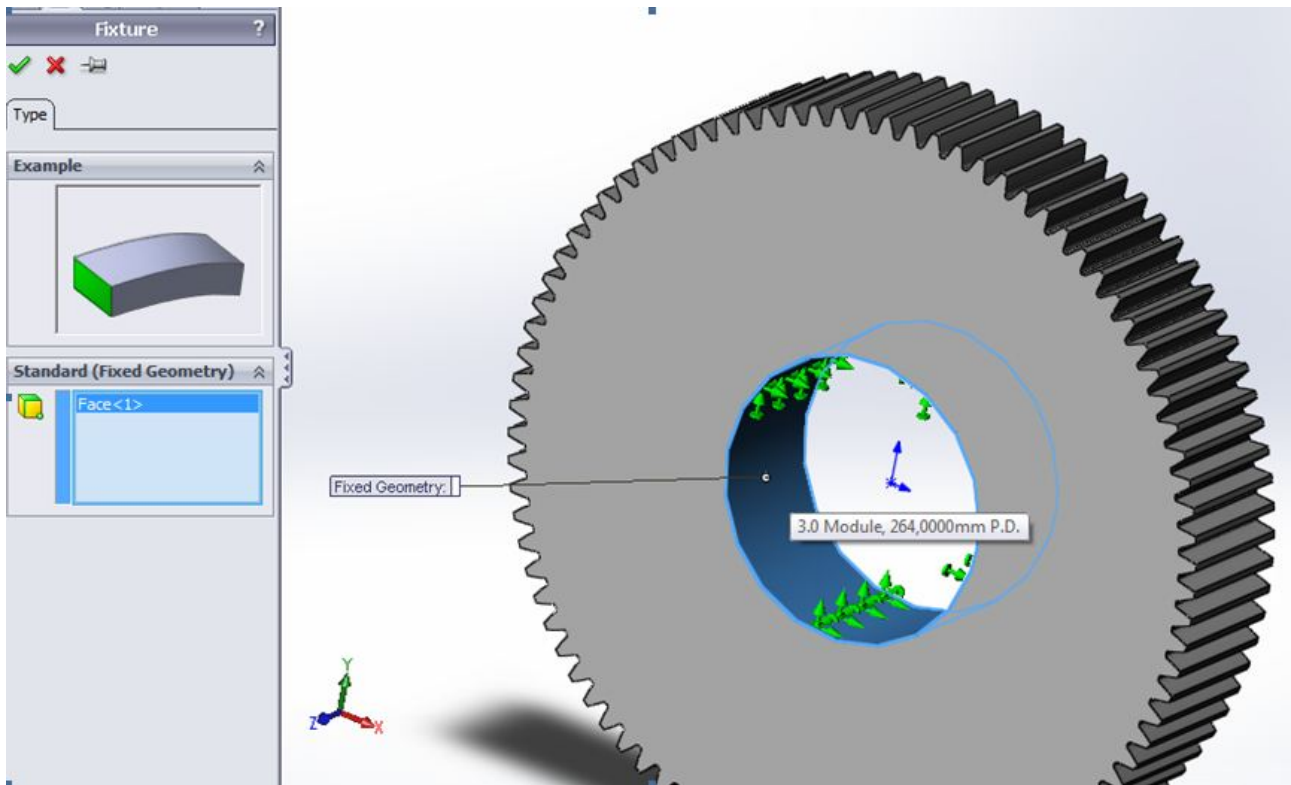 Fixture ?
Type
Example
Standard (Fixed Geometry)
Face<1>
Fixed Geometry:
3.0 Module, 264,0000mm P.D.
Y
Z
X